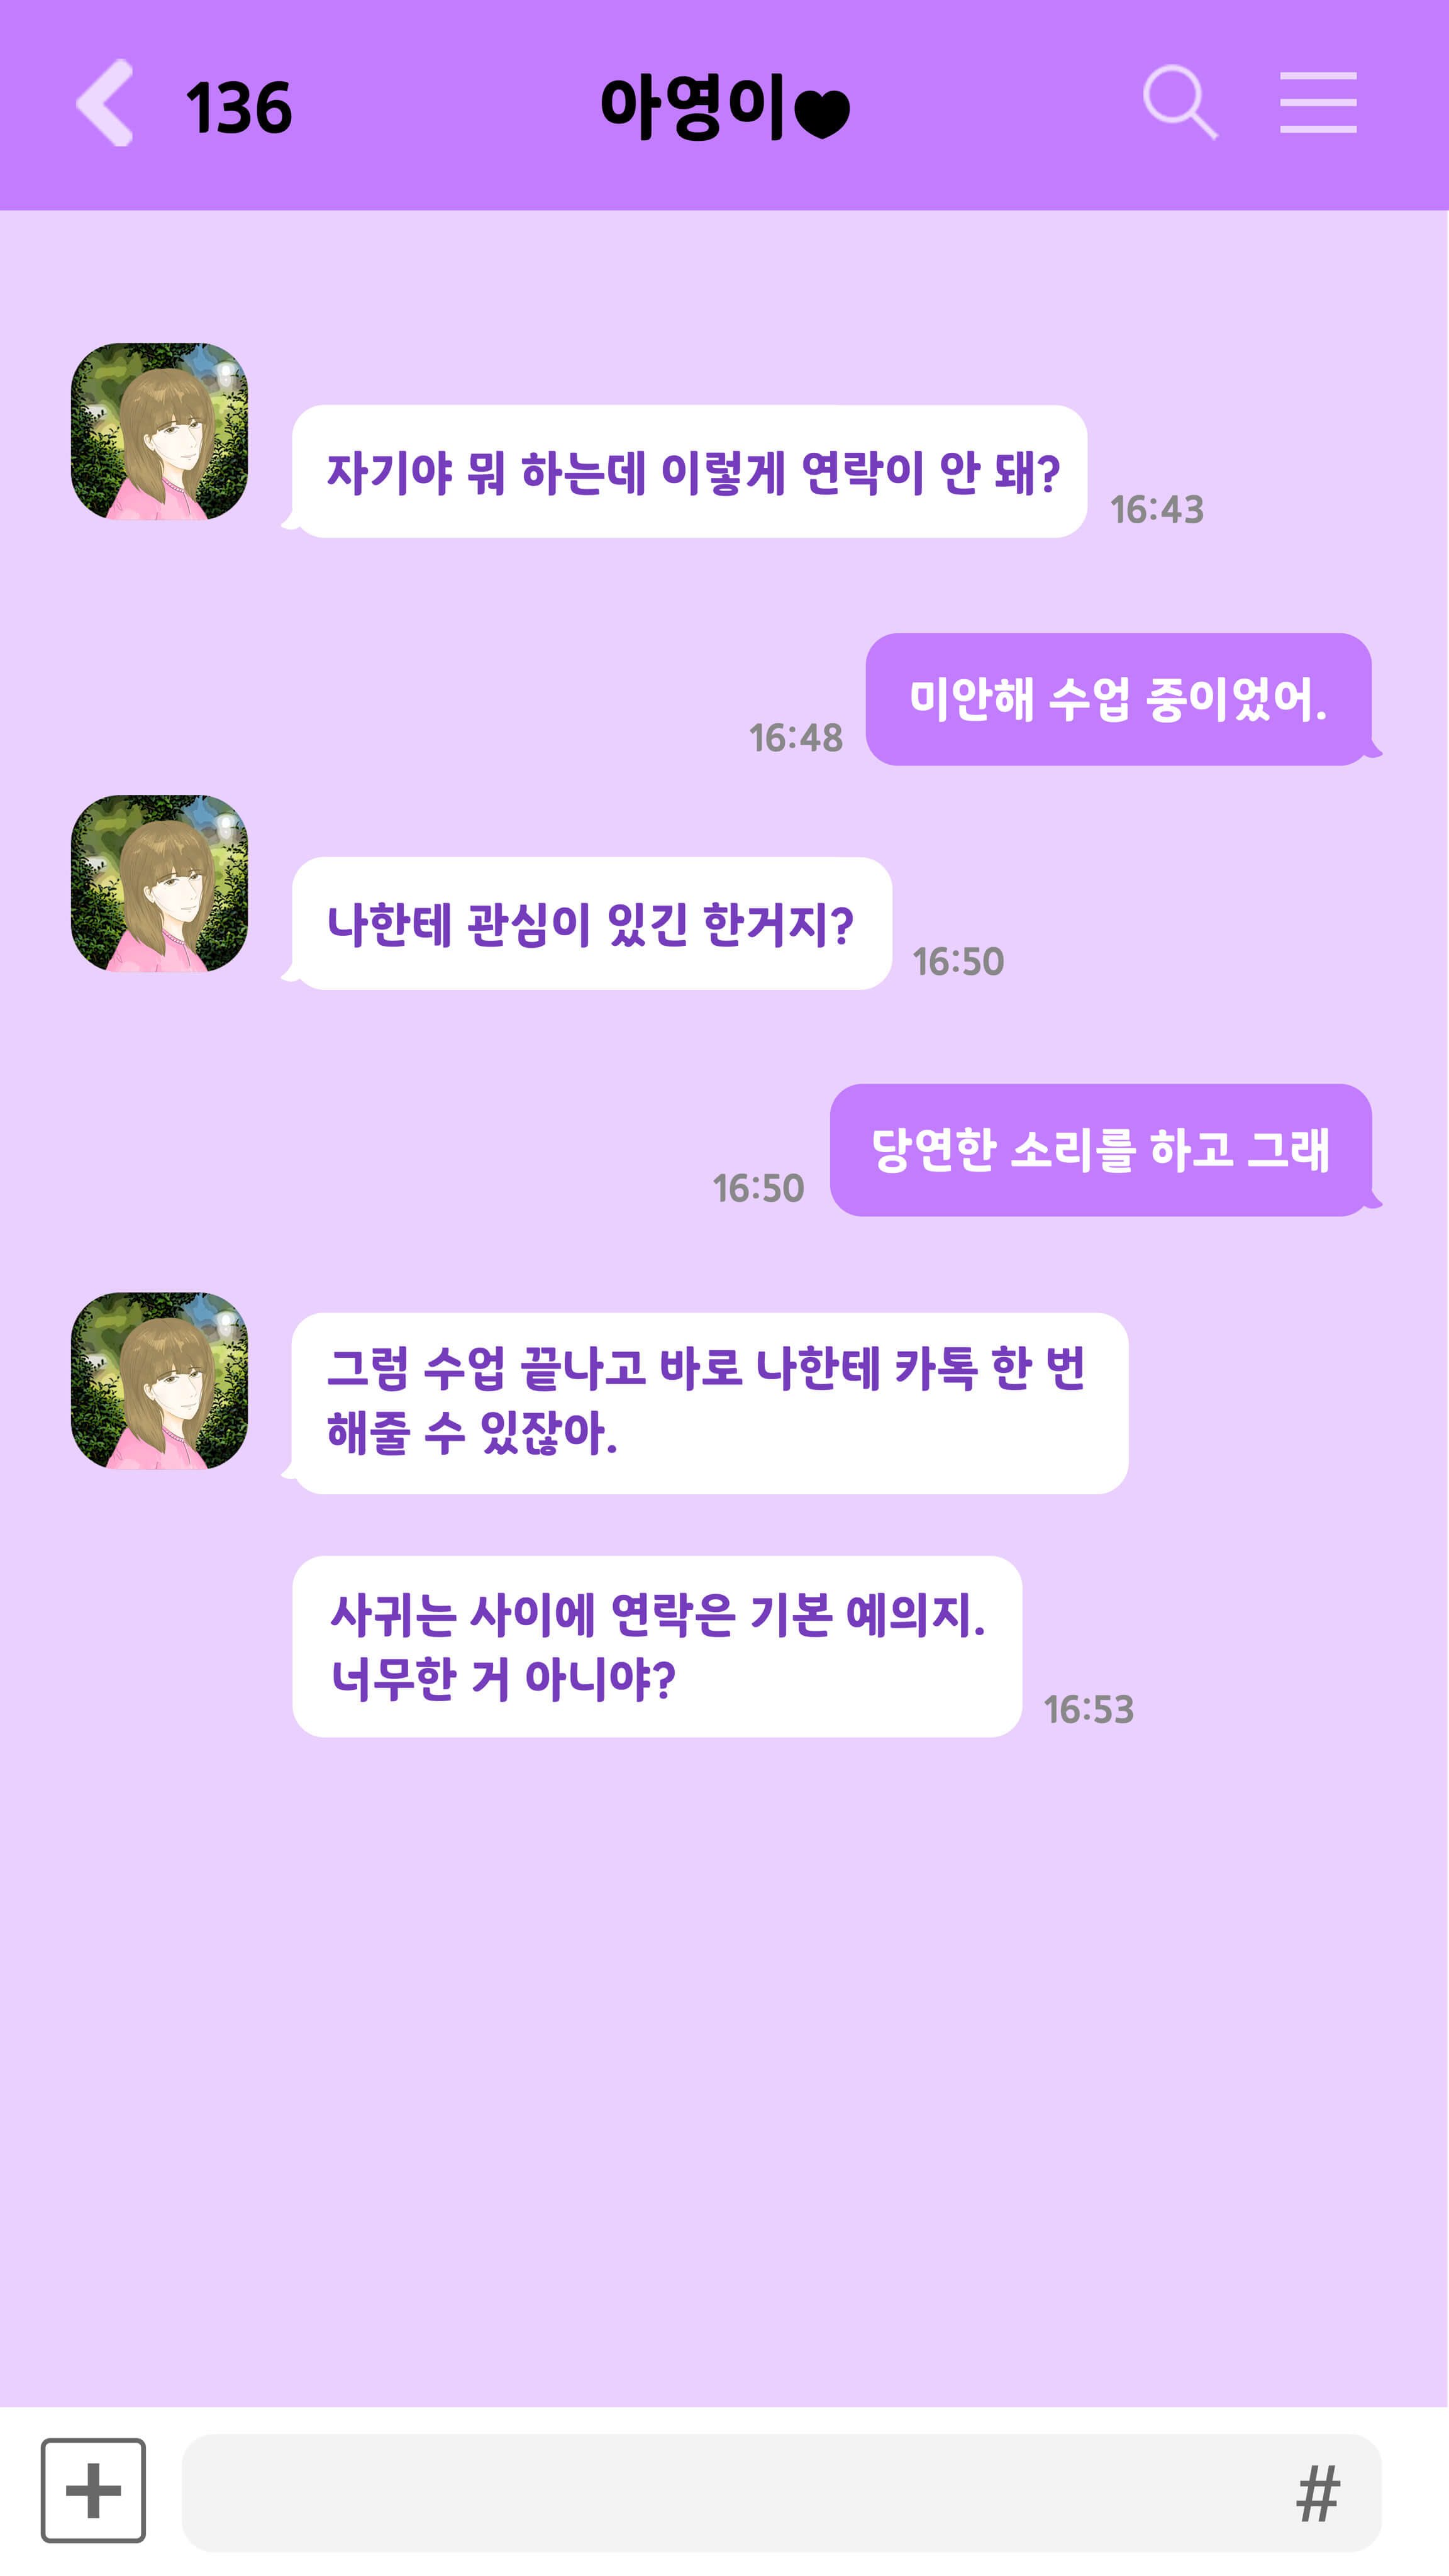 136
아영이♥
자기야 뭐 하는데 이렇게 연락이 안 돼?
16:43
미안해 수업 중이었어.
16:48
나한테 관심이 있긴 한거지?
16:50
당연한 소리를 하고 그래
16:50
그럼 수업 끝나고 바로 나한테 카톡 한 번
해줄 수 있잖아.
사귀는 사이에 연락은 기본 예의지.
너무한 거 아니야?
16:53
#